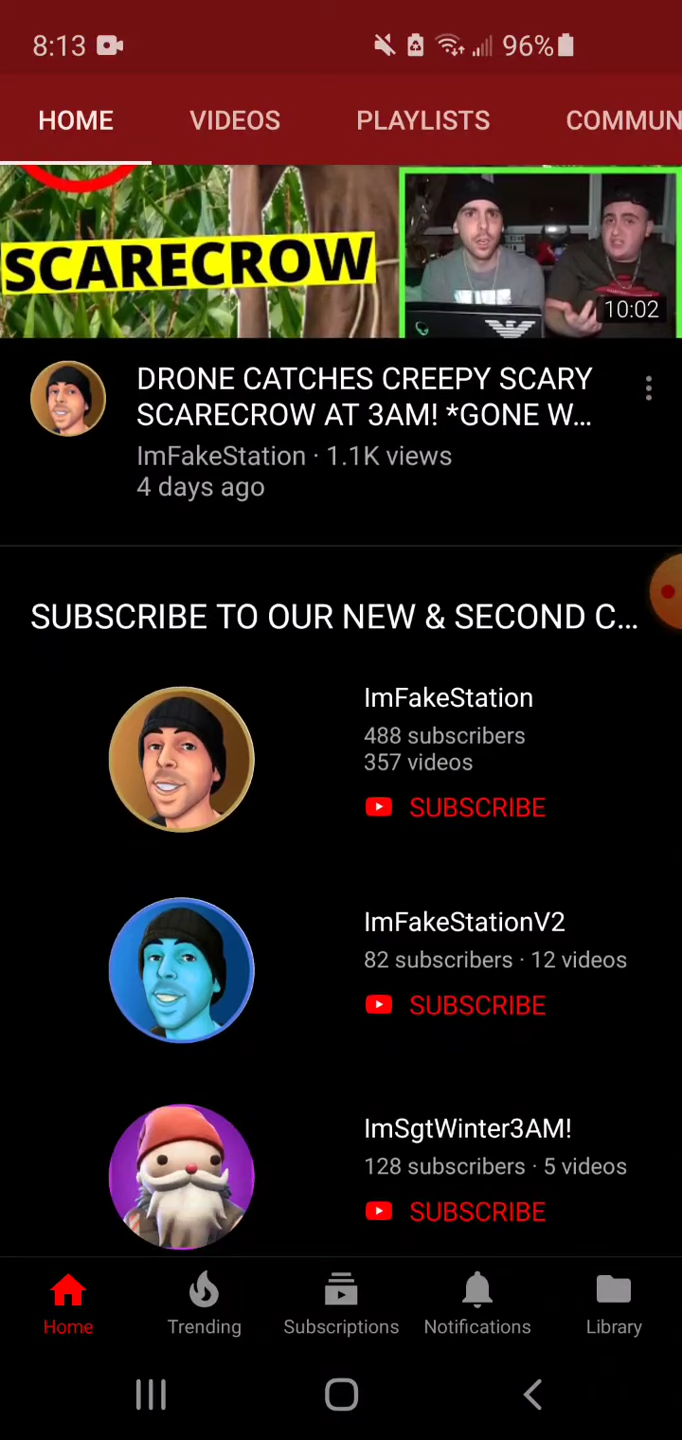 8:13 96%
HOME VIDEOS PLAYLISTS COMMUN
SCARECROW
10:02
DRONE CATCHES CREEPY SCARY
SCARECROW AT 3AM! *GONE W…
ImFakeStation · 1.1K views
4 days ago
SUBSCRIBE TO OUR NEW & SECOND C…
ImFakeStation
488 subscribers
357 videos
SUBSCRIBE
ImFakeStationV2
82 subscribers · 12 videos
SUBSCRIBE
ImSgtWinter3AM!
128 subscribers · 5 videos
SUBSCRIBE
Home Trending Subscriptions Notifications Library